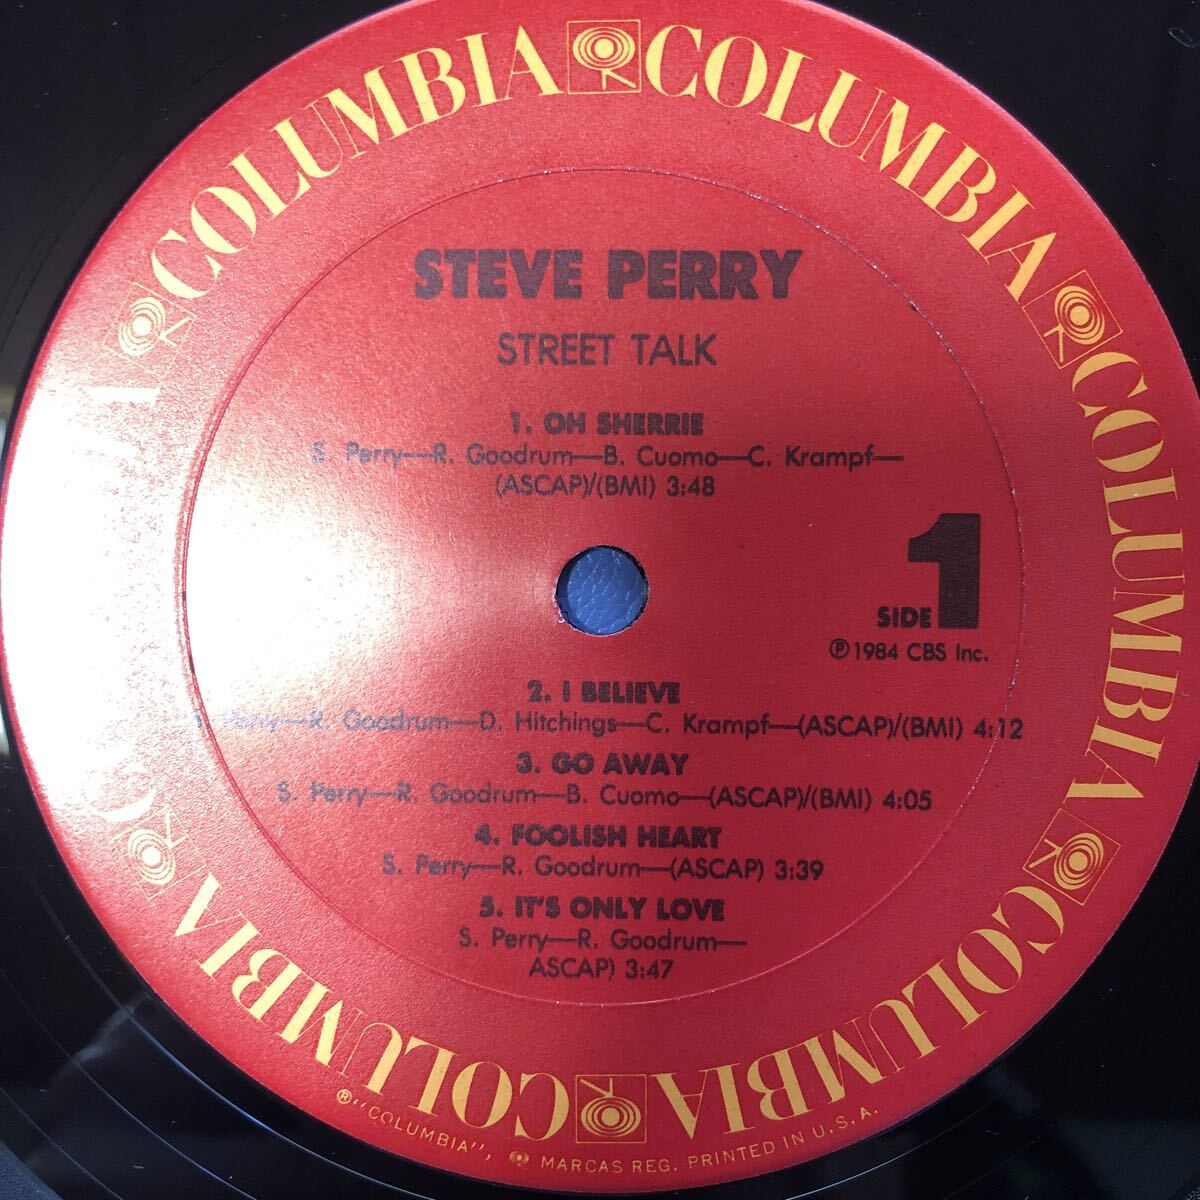 COLUMBIA COLUMBIA COLUMBIA COLUMBIA COLUMBIA COLUMBIA
STEVE PERRY
STREET TALK
1. OH SHERRIE
S. Perry—R. Goodrum—B. Cuomo—C. Krampf—
(ASCAP)/(BMI) 3:48
SIDE 1
℗1984 CBS Inc.
2. I BELIEVE
Perry—R. Goodrum—D. Hitchings—C. Krampf—(ASCAP)/(BMI) 4:12
3. GO AWAY
S. Perry—R. Goodrum—B. Cuomo—(ASCAP)/(BMI) 4:05
4. FOOLISH HEART
S. Perry—R. Goodrum—(ASCAP) 3:39
5. IT'S ONLY LOVE
S. Perry—R. Goodrum—
ASCAP) 3:47
®"COLUMBIA", MARCAS REG. PRINTED IN U.S.A.